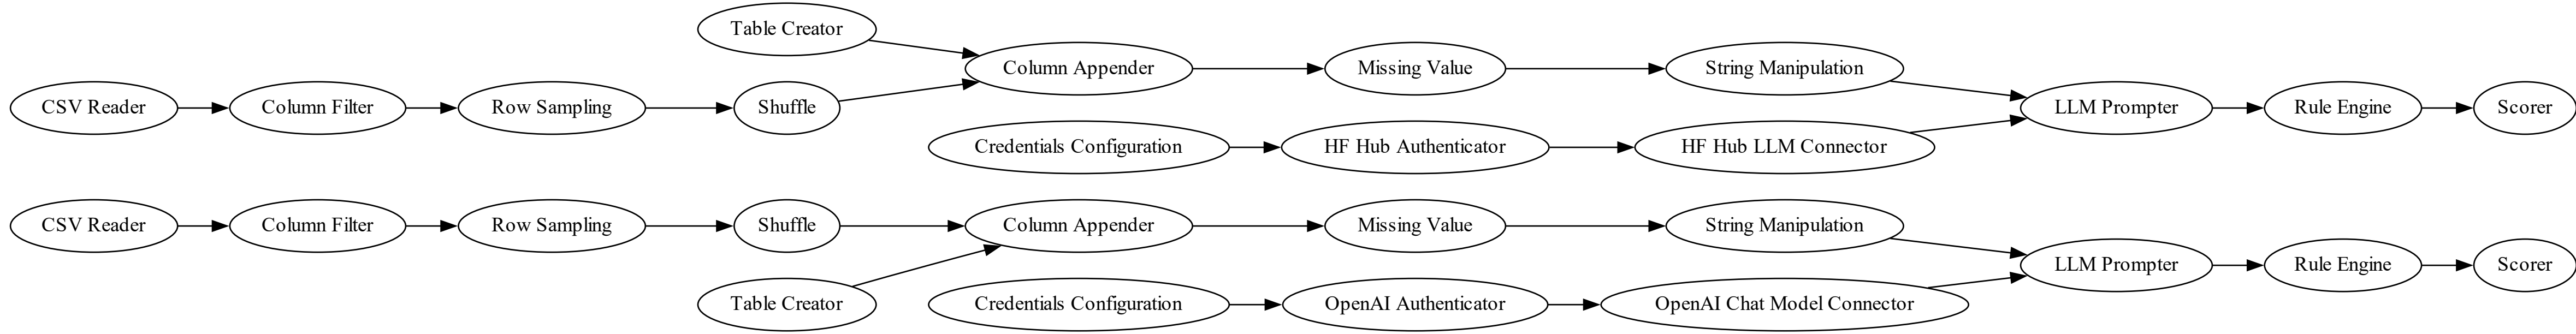 Table Creator
Column Appender
Missing Value
String Manipulation
CSV Reader
Column Filter
Row Sampling
Shuffle
LLM Prompter
Rule Engine
Scorer
Credentials Configuration
HF Hub Authenticator
HF Hub LLM Connector
CSV Reader
Column Filter
Row Sampling
Shuffle
Column Appender
Missing Value
String Manipulation
LLM Prompter
Rule Engine
Scorer
Table Creator
Credentials Configuration
OpenAI Authenticator
OpenAI Chat Model Connector